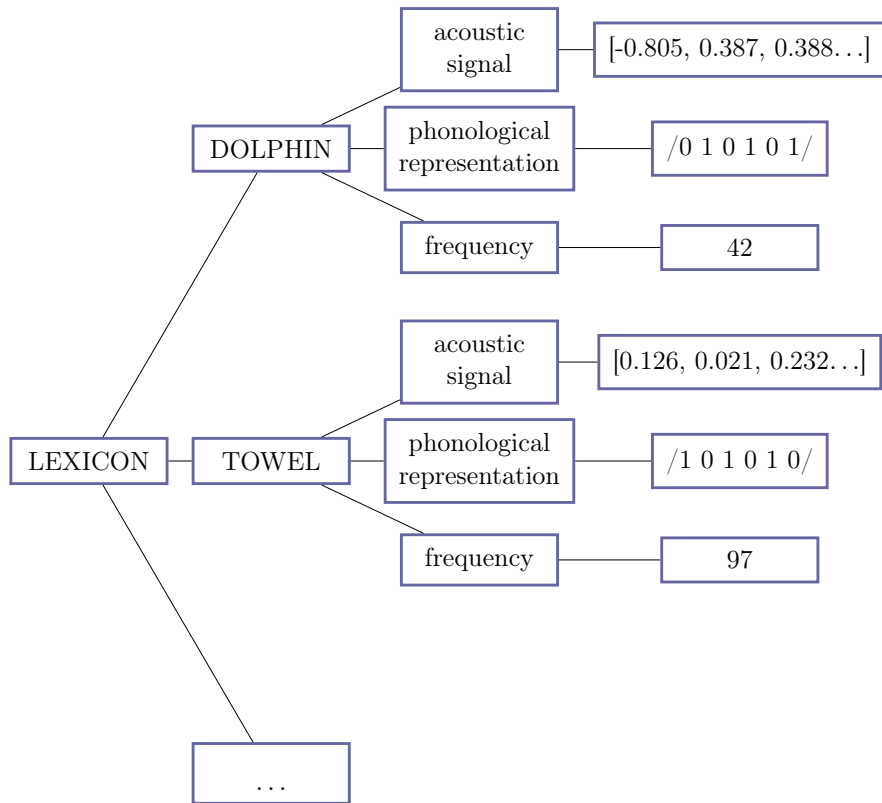 acoustic
signal
[-0.805, 0.387, 0.388...]
DOLPHIN
phonological
representation
/0 1 0 1 0 1/
frequency
42
acoustic
signal
[0.126, 0.021, 0.232...]
LEXICON
TOWEL
phonological
representation
/1 0 1 0 1 0/
frequency
97
...